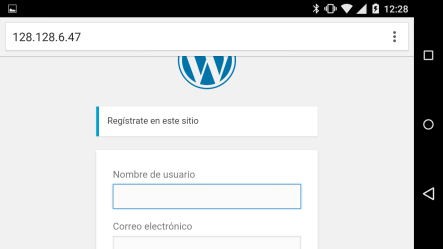 12:28
128.128.6.47
Regístrate en este sitio
Nombre de usuario
Correo electrónico